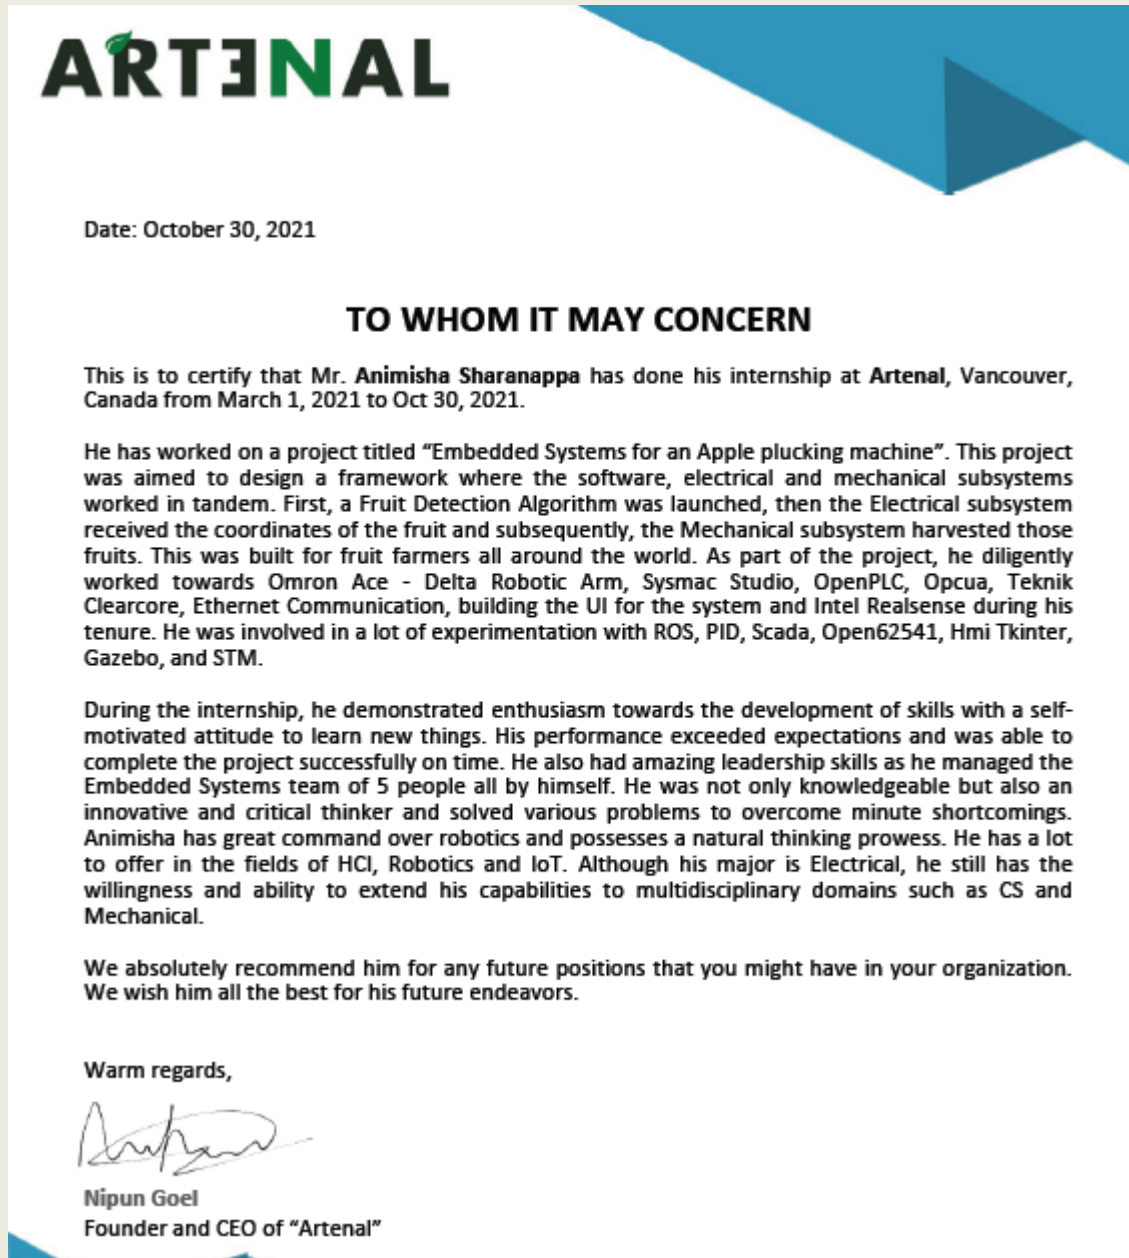 ARTENAL
Date: October 30, 2021
TO WHOM IT MAY CONCERN
This is to certify that Mr. Animisha Sharanappa has done his internship at Artenal, Vancouver,
Canada from March 1, 2021 to Oct 30, 2021.
He has worked on a project titled “Embedded Systems for an Apple plucking machine”. This project
was aimed to design a framework where the software, electrical and mechanical subsystems
worked in tandem. First, a Fruit Detection Algorithm was launched, then the Electrical subsystem
received the coordinates of the fruit and subsequently, the Mechanical subsystem harvested those
fruits. This was built for fruit farmers all around the world. As part of the project, he diligently
worked towards Omron Ace - Delta Robotic Arm, Sysmac Studio, OpenPLC, Opcua, Teknik
Clearcore, Ethernet Communication, building the UI for the system and Intel Realsense during his
tenure. He was involved in a lot of experimentation with ROS, PID, Scada, Open62541, Hmi Tkinter,
Gazebo, and STM.
During the internship, he demonstrated enthusiasm towards the development of skills with a self-
motivated attitude to learn new things. His performance exceeded expectations and was able to
complete the project successfully on time. He also had amazing leadership skills as he managed the
Embedded Systems team of 5 people all by himself. He was not only knowledgeable but also an
innovative and critical thinker and solved various problems to overcome minute shortcomings.
Animisha has great command over robotics and possesses a natural thinking prowess. He has a lot
to offer in the fields of HCI, Robotics and IoT. Although his major is Electrical, he still has the
willingness and ability to extend his capabilities to multidisciplinary domains such as CS and
Mechanical.
We absolutely recommend him for any future positions that you might have in your organization.
We wish him all the best for his future endeavors.
Warm regards,
Nipun Goel
Founder and CEO of “Artenal”